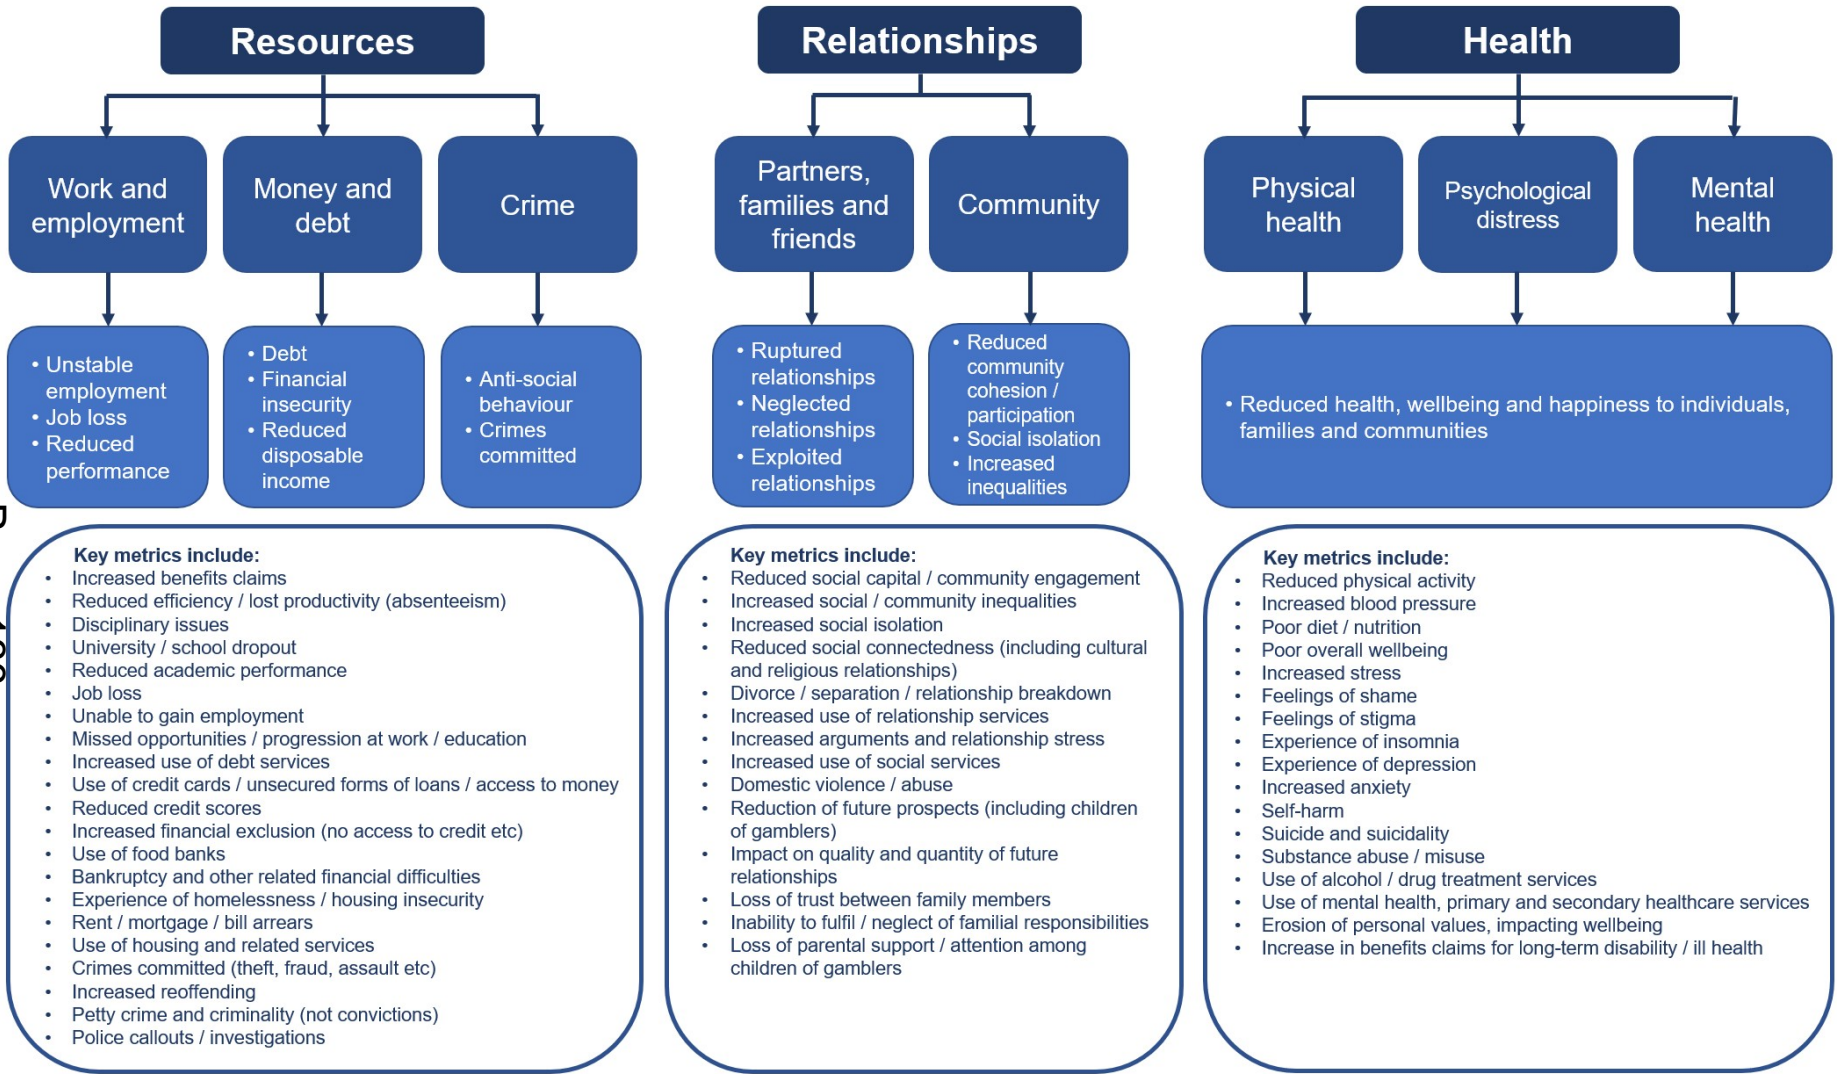 Resources
Work and
employment
Money and
debt
Crime
• Unstable
employment
• Job loss
• Reduced
performance
• Debt
• Financial
insecurity
• Reduced
disposable
income
• Anti-social
behaviour
• Crimes
committed
Key metrics include:
• Increased benefits claims
• Reduced efficiency / lost productivity (absenteeism)
• Disciplinary issues
• University / school dropout
• Reduced academic performance
• Job loss
• Unable to gain employment
• Missed opportunities / progression at work / education
• Increased use of debt services
• Use of credit cards / unsecured forms of loans / access to money
• Reduced credit scores
• Increased financial exclusion (no access to credit etc)
• Use of food banks
• Bankruptcy and other related financial difficulties
• Experience of homelessness / housing insecurity
• Rent / mortgage / bill arrears
• Use of housing and related services
• Crimes committed (theft, fraud, assault etc)
• Increased reoffending
• Petty crime and criminality (not convictions)
• Police callouts / investigations
Relationships
Partners,
families and
friends
Community
• Ruptured
relationships
• Neglected
relationships
• Exploited
relationships
• Reduced
community
cohesion /
participation
• Social isolation
• Increased
inequalities
Key metrics include:
• Reduced social capital / community engagement
• Increased social / community inequalities
• Increased social isolation
• Reduced social connectedness (including cultural
and religious relationships)
• Divorce / separation / relationship breakdown
• Increased use of relationship services
• Increased arguments and relationship stress
• Increased use of social services
• Domestic violence / abuse
• Reduction of future prospects (including children
of gamblers)
• Impact on quality and quantity of future
relationships
• Loss of trust between family members
• Inability to fulfil / neglect of familial responsibilities
• Loss of parental support / attention among
children of gamblers
Health
Physical
health
Psychological
distress
Mental
health
• Reduced health, wellbeing and happiness to individuals,
families and communities
Key metrics include:
• Reduced physical activity
• Increased blood pressure
• Poor diet / nutrition
• Poor overall wellbeing
• Increased stress
• Feelings of shame
• Feelings of stigma
• Experience of insomnia
• Experience of depression
• Increased anxiety
• Self-harm
• Suicide and suicidality
• Substance abuse / misuse
• Use of alcohol / drug treatment services
• Use of mental health, primary and secondary healthcare services
• Erosion of personal values, impacting wellbeing
• Increase in benefits claims for long-term disability / ill health